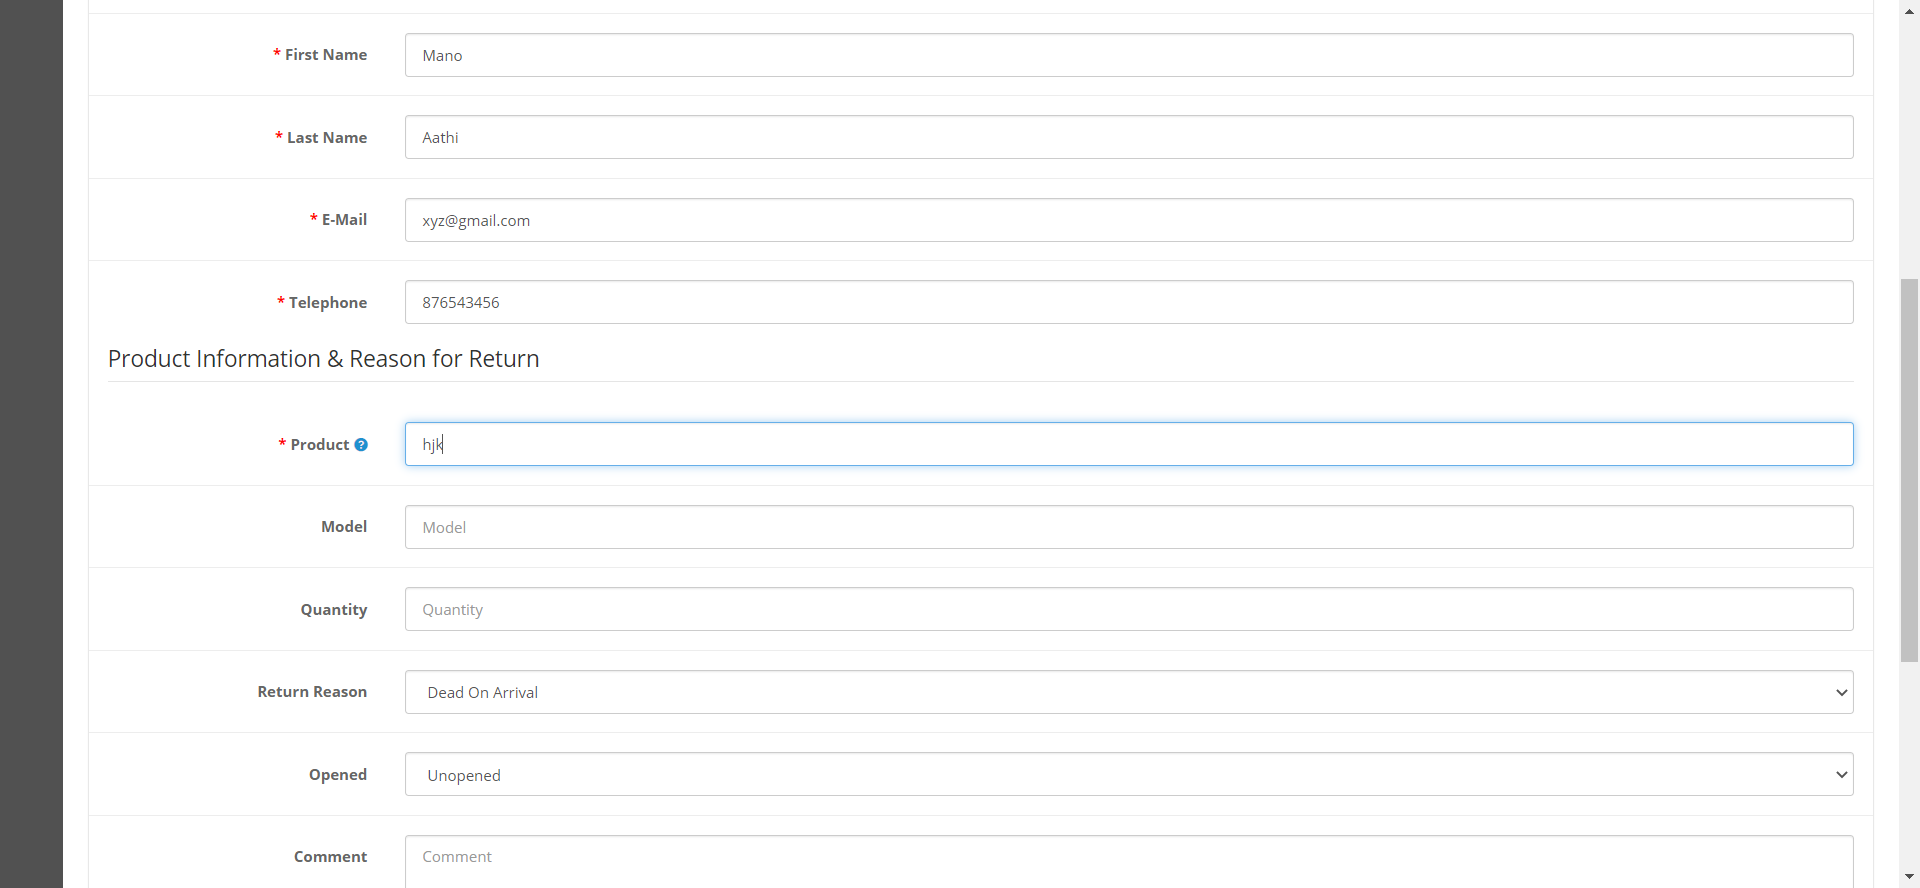 * First Name Mano
* Last Name Aathi
* E-Mail xyz@gmail.com
* Telephone 876543456
Product Information & Reason for Return
* Product ? hjk
Model Model
Quantity Quantity
Return Reason Dead On Arrival
Opened Unopened
Comment Comment